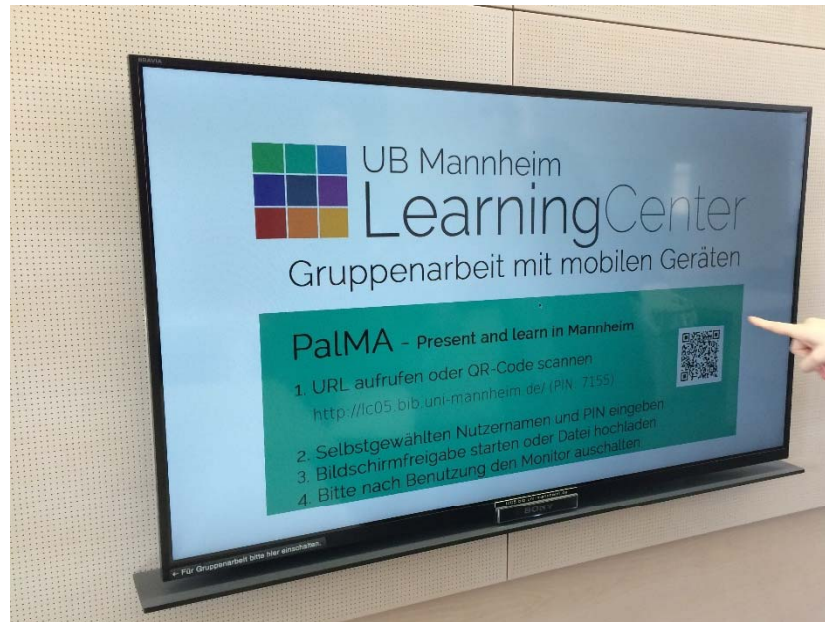 BRAVIA
UB Mannheim
LearningCenter
Gruppenarbeit mit mobilen Geräten
PalMA - Present and learn in Mannheim
1. URL aufrufen oder QR-Code scannen
http://lc05.bib.uni-mannheim.de/ (PIN: 7155)
2. Selbstgewählten Nutzernamen und PIN eingeben
3. Bildschirmfreigabe starten oder Datei hochladen
4. Bitte nach Benutzung den Monitor auschalten
SONY
← Für Gruppenarbeit bitte hier einschalten.